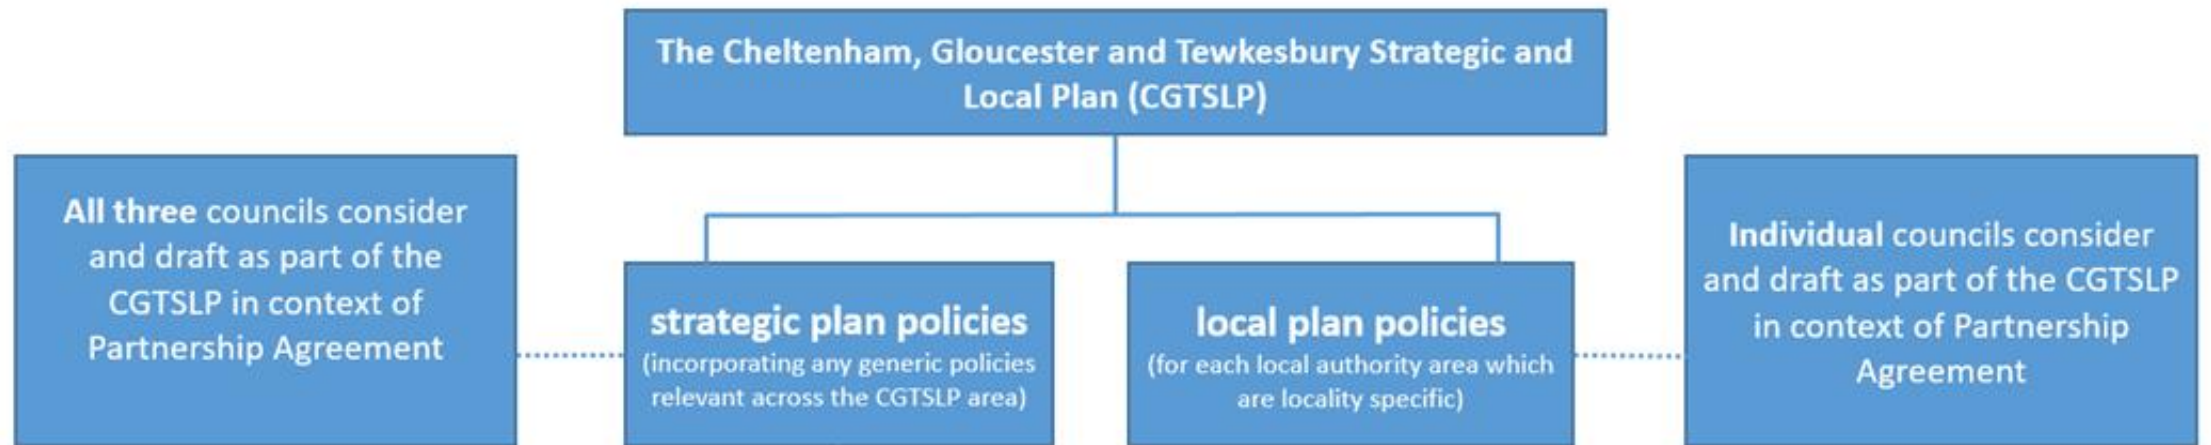 The Cheltenham, Gloucester and Tewkesbury Strategic and
Local Plan (CGTSLP)
All three councils consider
and draft as part of the
CGTSLP in context of
Partnership Agreement
strategic plan policies
(incorporating any generic policies
relevant across the CGTSLP area)
local plan policies
(for each local authority area which
are locality specific)
Individual councils consider
and draft as part of the CGTSLP
in context of Partnership
Agreement